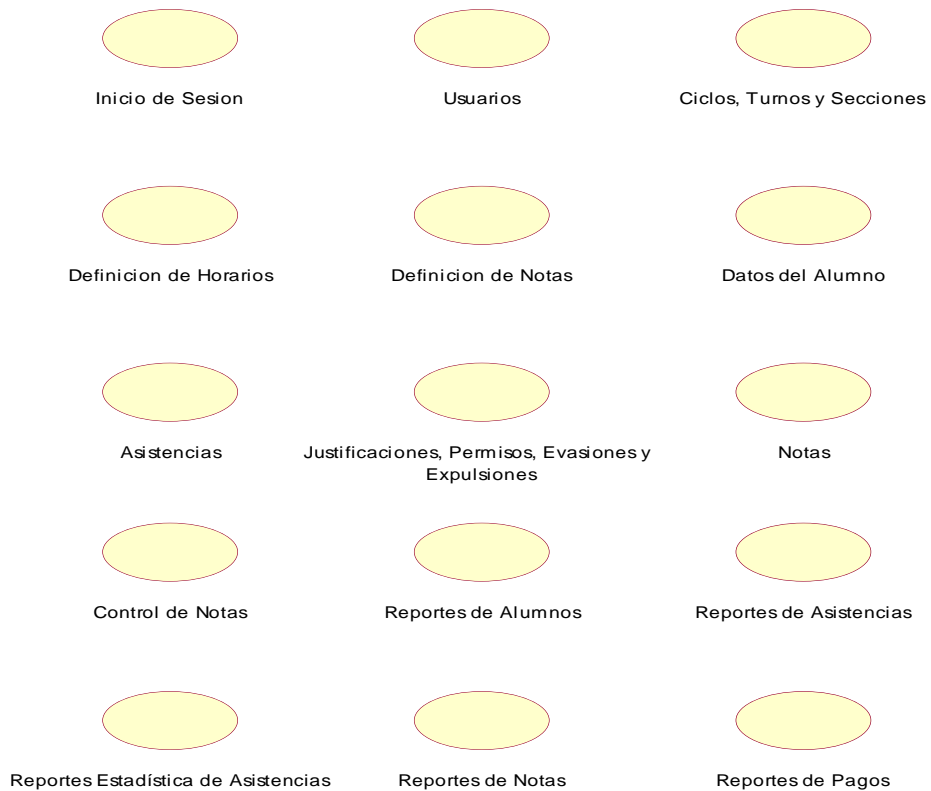 Inicio de Sesion
Usuarios
Ciclos, Turnos y Secciones
Definicion de Horarios
Definicion de Notas
Datos del Alumno
Asistencias
Justificaciones, Permisos, Evasiones y
Expulsiones
Notas
Control de Notas
Reportes de Alumnos
Reportes de Asistencias
Reportes Estadística de Asistencias
Reportes de Notas
Reportes de Pagos